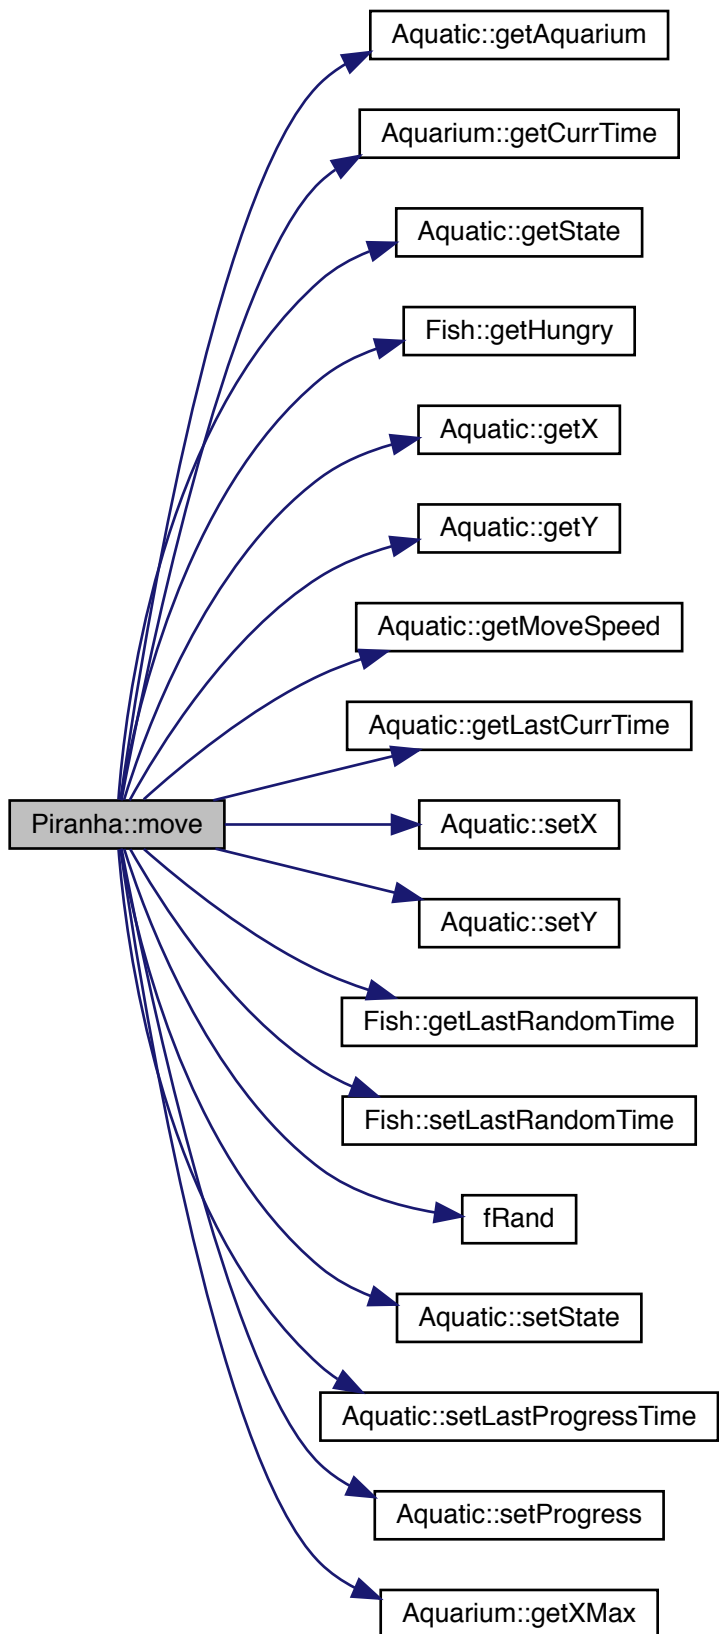 Aquatic::getAquarium
Aquarium::getCurrTime
Aquatic::getState
Fish::getHungry
Aquatic::getX
Aquatic::getY
Aquatic::getMoveSpeed
Aquatic::getLastCurrTime
Piranha::move
Aquatic::setX
Aquatic::setY
Fish::getLastRandomTime
Fish::setLastRandomTime
fRand
Aquatic::setState
Aquatic::setLastProgressTime
Aquatic::setProgress
Aquarium::getXMax